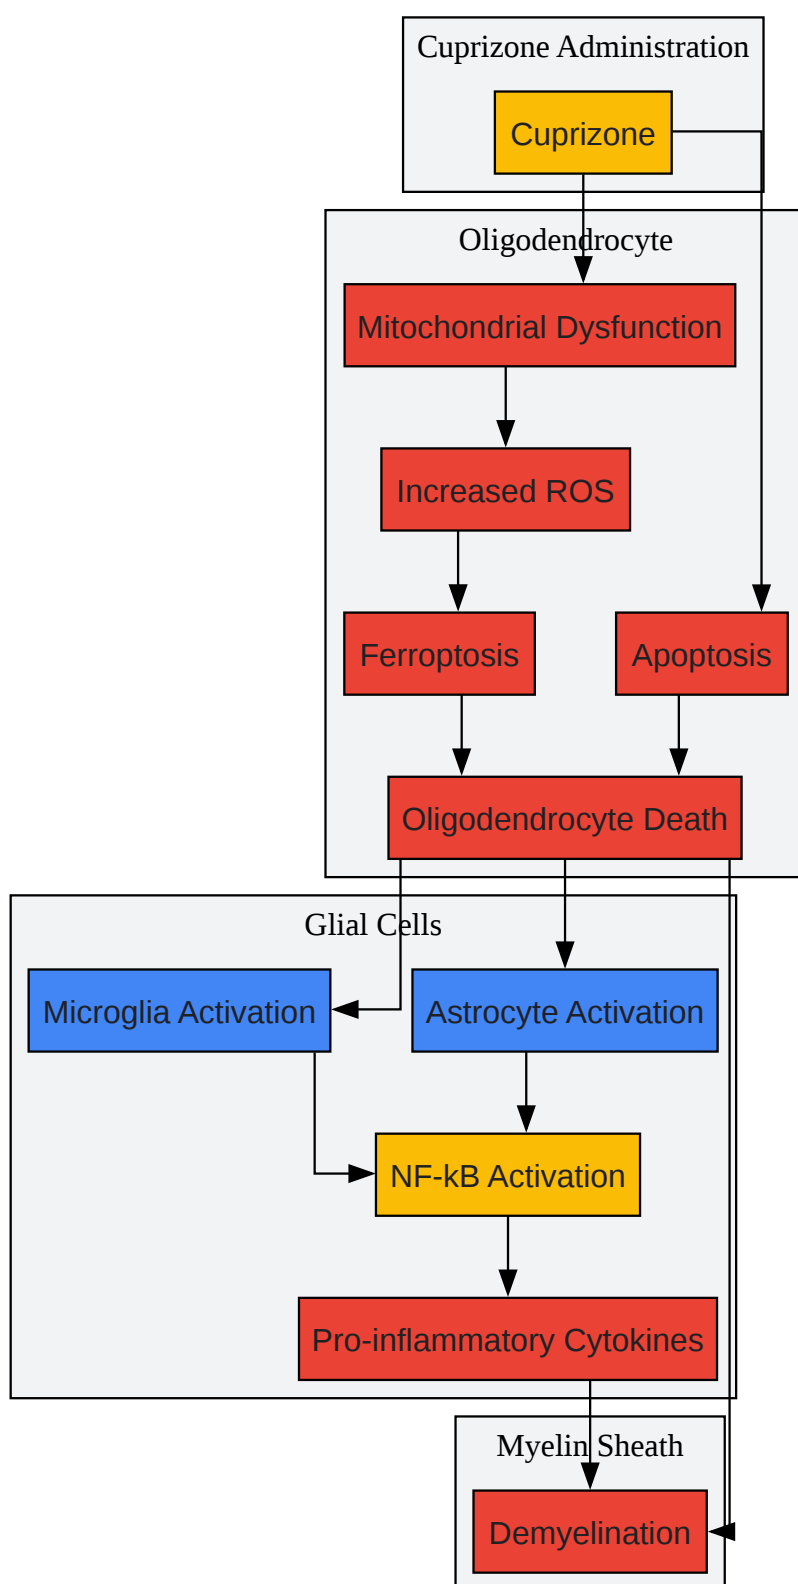 Cuprizone Administration
Cuprizone
Oligodendrocyte
Mitochondrial Dysfunction
Increased ROS
Ferroptosis
Apoptosis
Oligodendrocyte Death
Glial Cells
Microglia Activation
Astrocyte Activation
NF-kB Activation
Pro-inflammatory Cytokines
Myelin Sheath
Demyelination